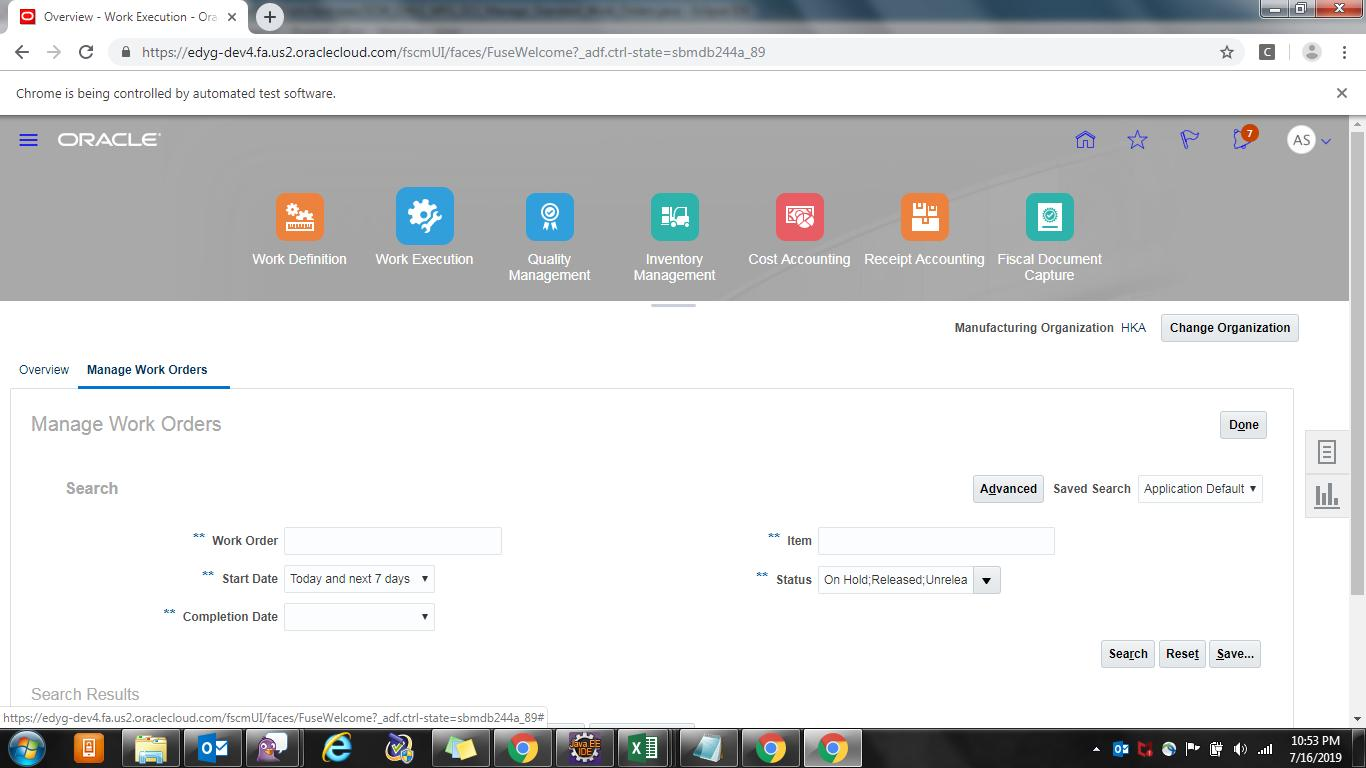 Overview - Work Execution - Ora
https://edyg-dev4.fa.us2.oraclecloud.com/fscmUI/faces/FuseWelcome?_adf.ctrl-state=sbmdb244a_89
C
Chrome is being controlled by automated test software.
ORACLE
7
AS
Work Definition
Work Execution
Quality Management
Inventory Management
Cost Accounting
Receipt Accounting
Fiscal Document Capture
Manufacturing Organization HKA Change Organization
Overview Manage Work Orders
Manage Work Orders Done
Search Advanced Saved Search Application Default
** Work Order ** Item
** Start Date Today and next 7 days ** Status On Hold;Released;Unrelea
** Completion Date
Search Reset Save...
Search Results
https://edyg-dev4.fa.us2.oraclecloud.com/fscmUI/faces/FuseWelcome?_adf.ctrl-state=sbmdb244a_89#
Java EE
IDE
10:53 PM
7/16/2019